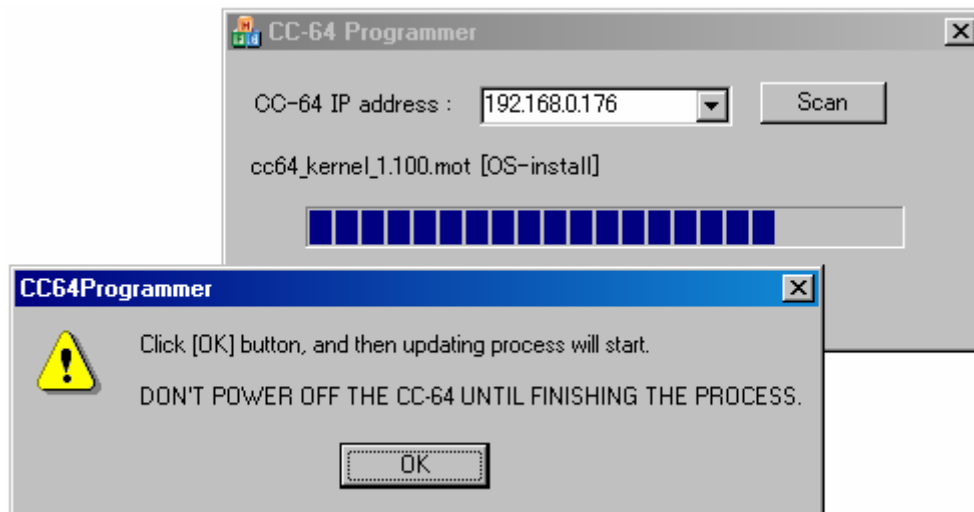 CC-64 Programmer
CC-64 IP address :
192.168.0.176
Scan
cc64_kernel_1.100.mot [OS-install]
CC64Programmer
Click [OK] button, and then updating process will start.
DON'T POWER OFF THE CC-64 UNTIL FINISHING THE PROCESS.
OK